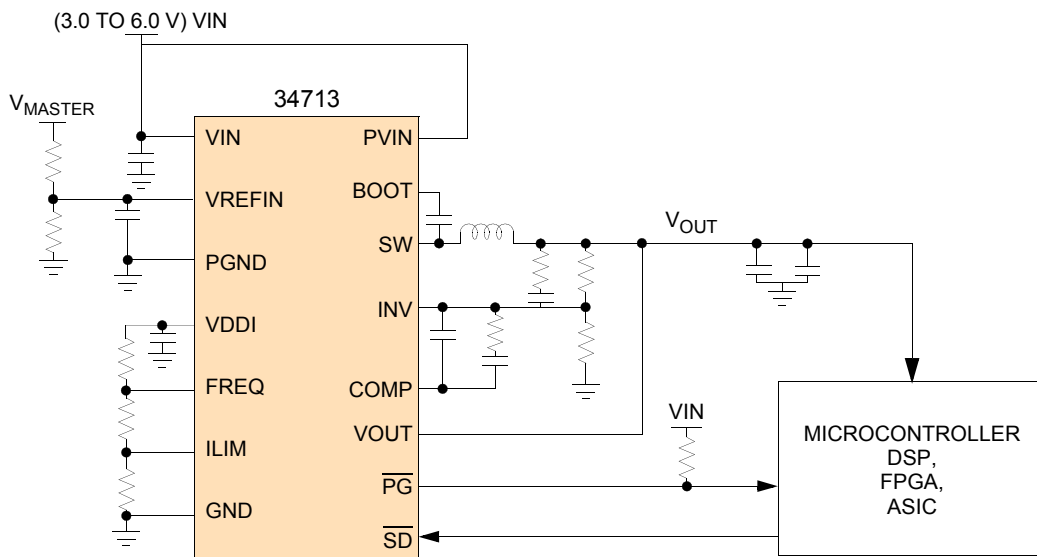 (3.0 TO 6.0 V) VIN
34713
VMASTER
VIN
PVIN
BOOT
VREFIN
VOUT
SW
PGND
INV
VDDI
FREQ
COMP
VIN
MICROCONTROLLER
DSP,
FPGA,
ASIC
VOUT
ILIM
PG
GND
SD